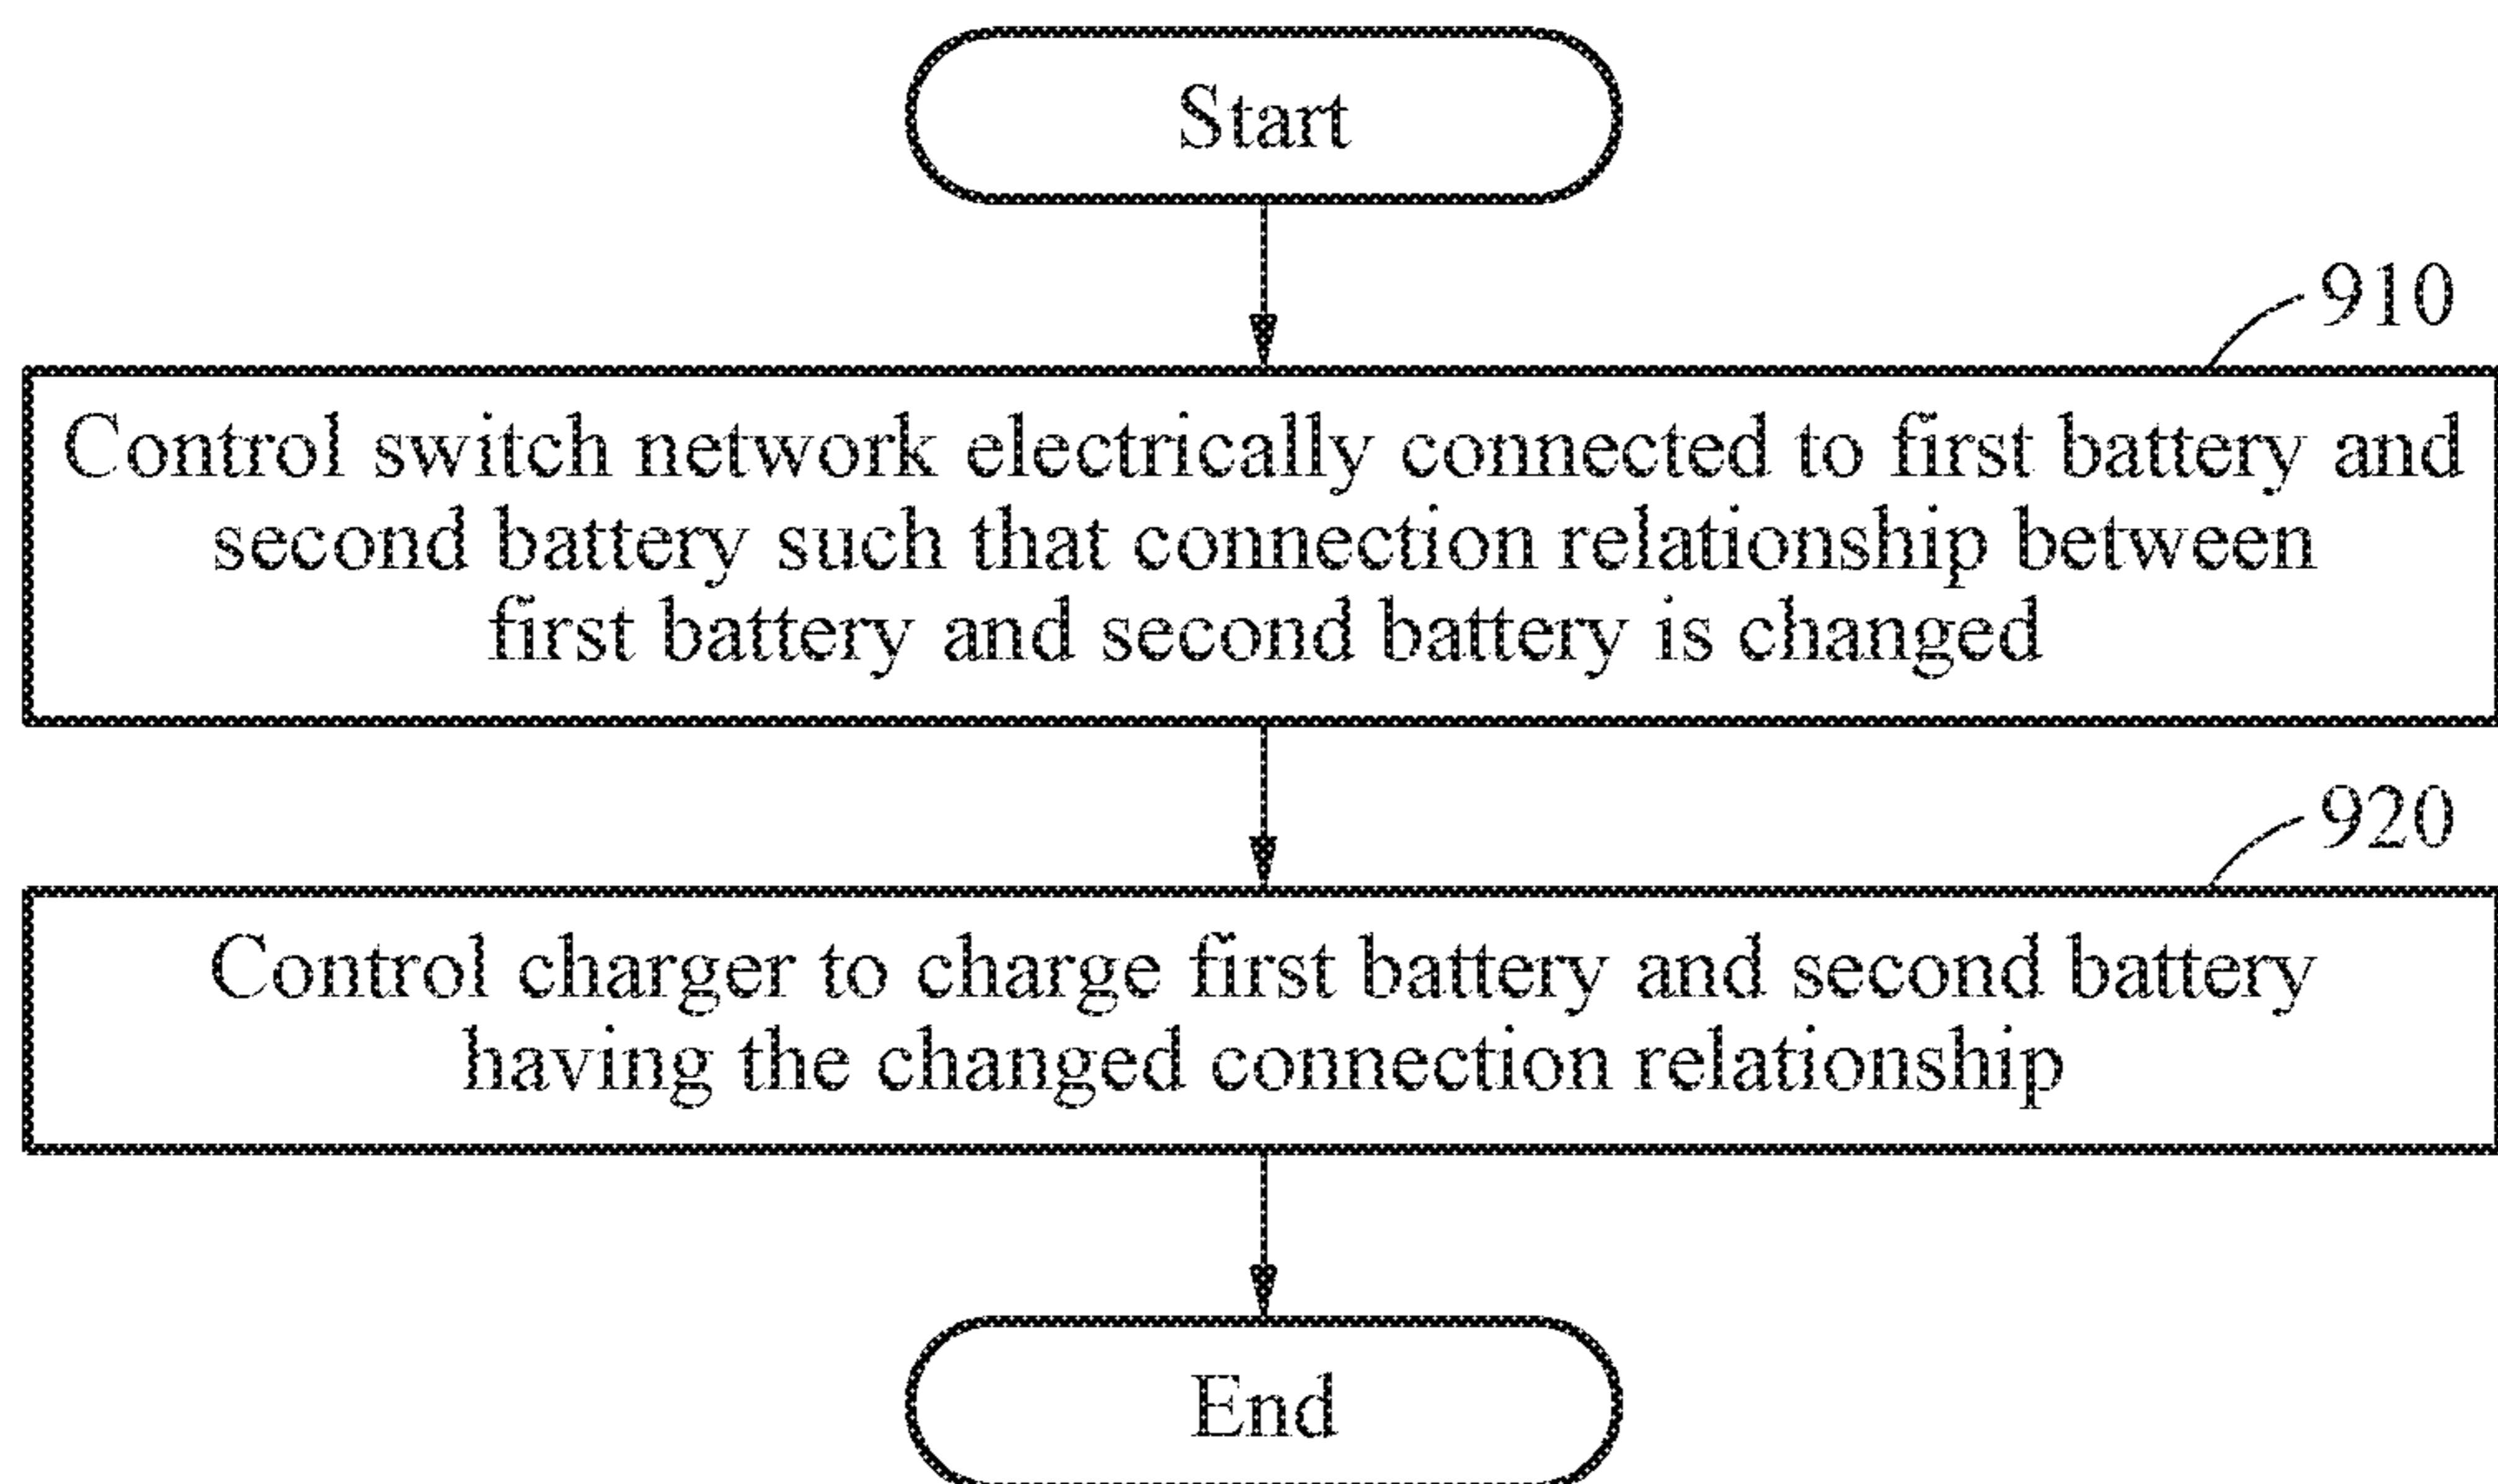 Start
910
Control switch network electrically connected to first battery and
second battery such that connection relationship between
first battery and second battery is changed
920
Control charger to charge first battery and second battery
having the changed connection relationship
End